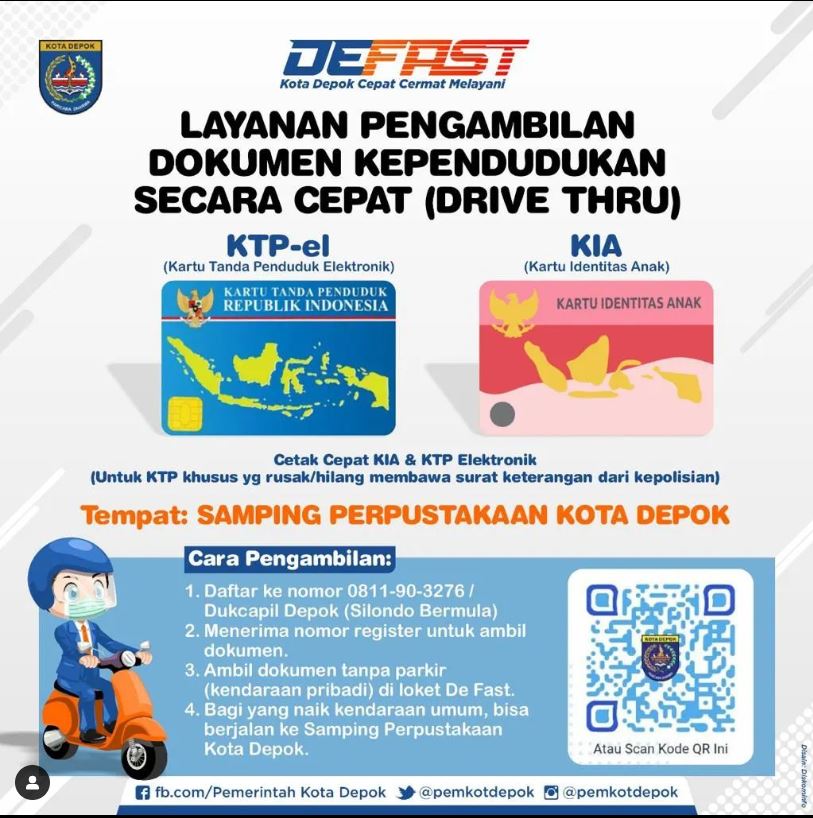 KOTA DEPOK
DEFAST
Kota Depok Cepat Cermat Melayani
LAYANAN PENGAMBILAN
DOKUMEN KEPENDUDUKAN
SECARA CEPAT (DRIVE THRU)
KTP-el
(Kartu Tanda Penduduk Elektronik)
KIA
(Kartu Identitas Anak)
KARTU TANDA PENDUDUK
REPUBLIK INDONESIA
KARTU IDENTITAS ANAK
Cetak Cepat KIA & KTP Elektronik
(Untuk KTP khusus yg rusak/hilang membawa surat keterangan dari kepolisian)
Tempat: SAMPING PERPUSTAKAAN KOTA DEPOK
Cara Pengambilan:
1. Daftar ke nomor 0811-90-3276 /
Dukcapil Depok (Silondo Bermula)
2. Menerima nomor register untuk ambil
dokumen.
3. Ambil dokumen tanpa parkir
(kendaraan pribadi) di loket De Fast.
4. Bagi yang naik kendaraan umum, bisa
berjalan ke Samping Perpustakaan
Kota Depok.
KOTA DEPOK
Atau Scan Kode QR Ini
fb.com/Pemerintah Kota Depok
@pemkotdepok
@pemkotdepok
Disain: Diskominfo